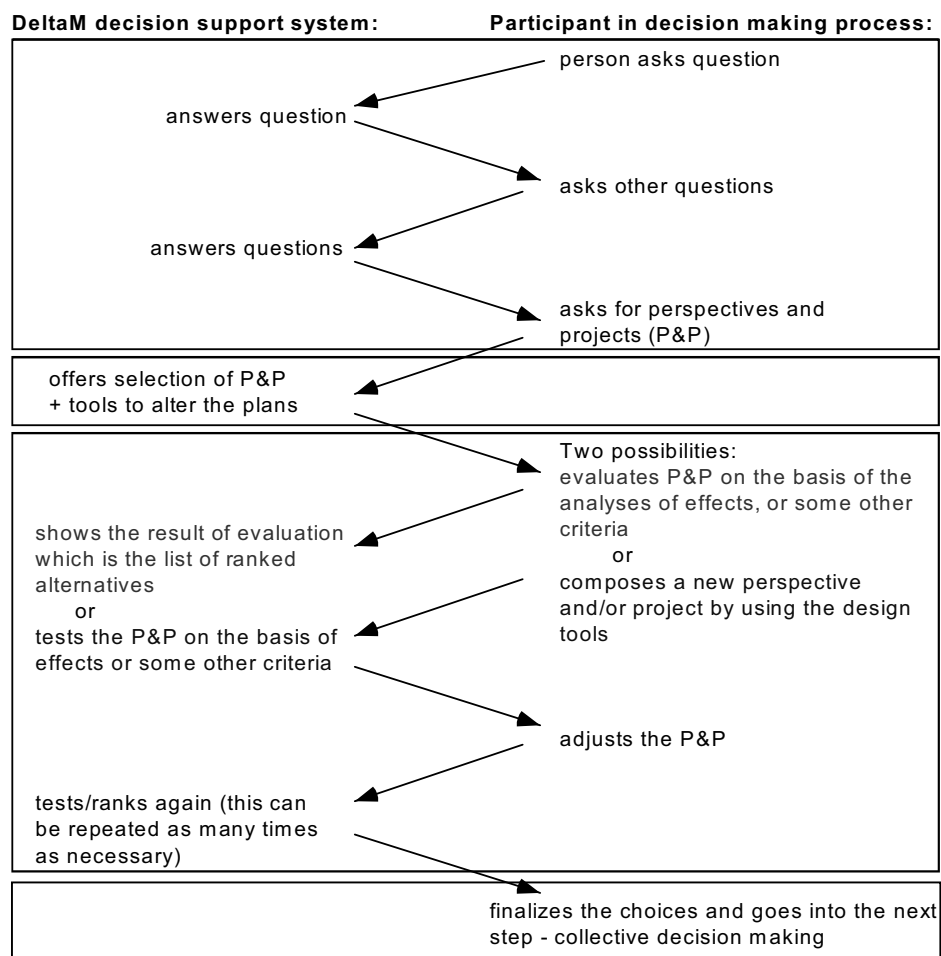 DeltaM decision support system:
Participant in decision making process:
person asks question
answers question
asks other questions
answers questions
asks for perspectives and
projects (P&P)
offers selection of P&P
+ tools to alter the plans
Two possibilities:
evaluates P&P on the basis of the
analyses of effects, or some other
criteria
or
composes a new perspective
and/or project by using the design
tools
shows the result of evaluation
which is the list of ranked
alternatives
or
tests the P&P on the basis of
effects or some other criteria
adjusts the P&P
tests/ranks again (this can
be repeated as many times
as necessary)
finalizes the choices and goes into the next
step - collective decision making